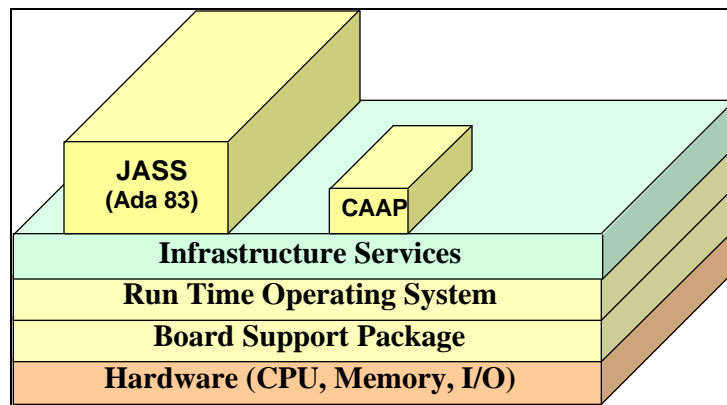 JASS
(Ada 83)
CAAP
Infrastructure Services
Run Time Operating System
Board Support Package
Hardware (CPU, Memory, I/O)